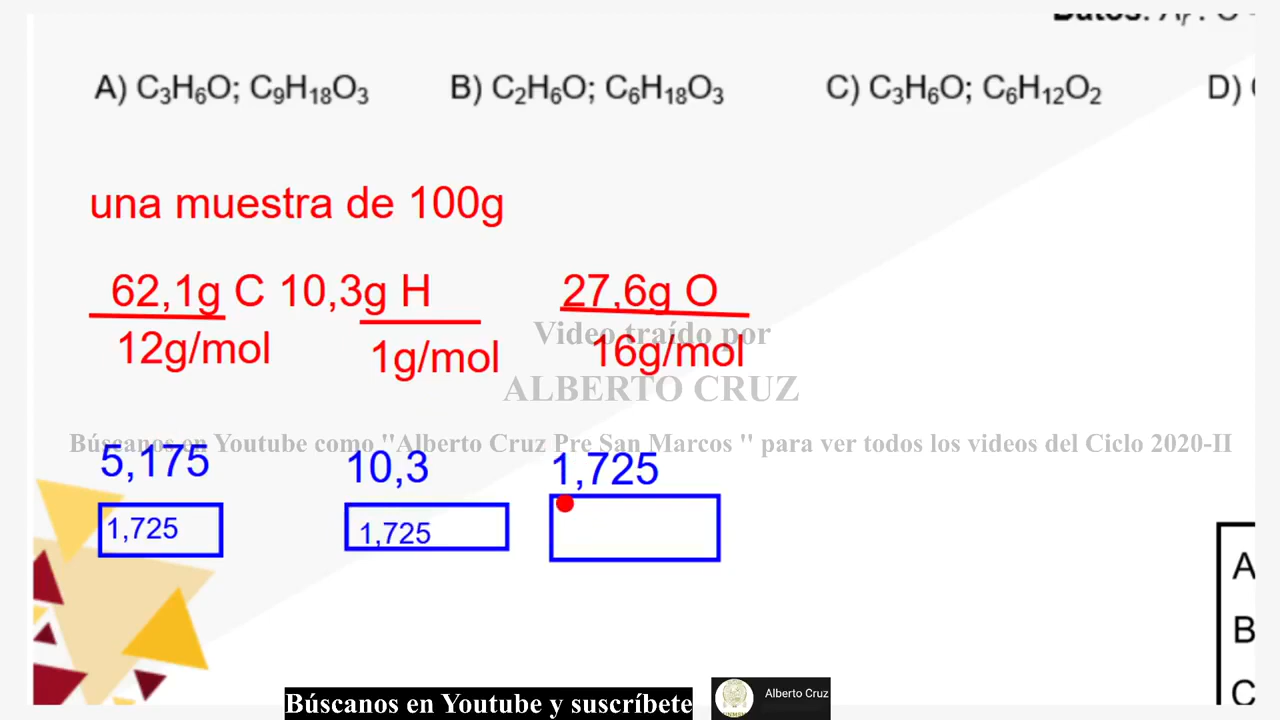 Datos: Ar: C
A) C₃H₆O; C₉H₁₈O₃ B) C₂H₆O; C₆H₁₈O₃ C) C₃H₆O; C₆H₁₂O₂ D)
una muestra de 100g
62,1g C 10,3g H 27,6g O
12g/mol 1g/mol 16g/mol
Video traído por
ALBERTO CRUZ
Búscanos en Youtube como "Alberto Cruz Pre San Marcos " para ver todos los videos del Ciclo 2020-II
5,175 10,3 1,725
1,725 1,725
A
B
C
Búscanos en Youtube y suscríbete
Alberto Cruz